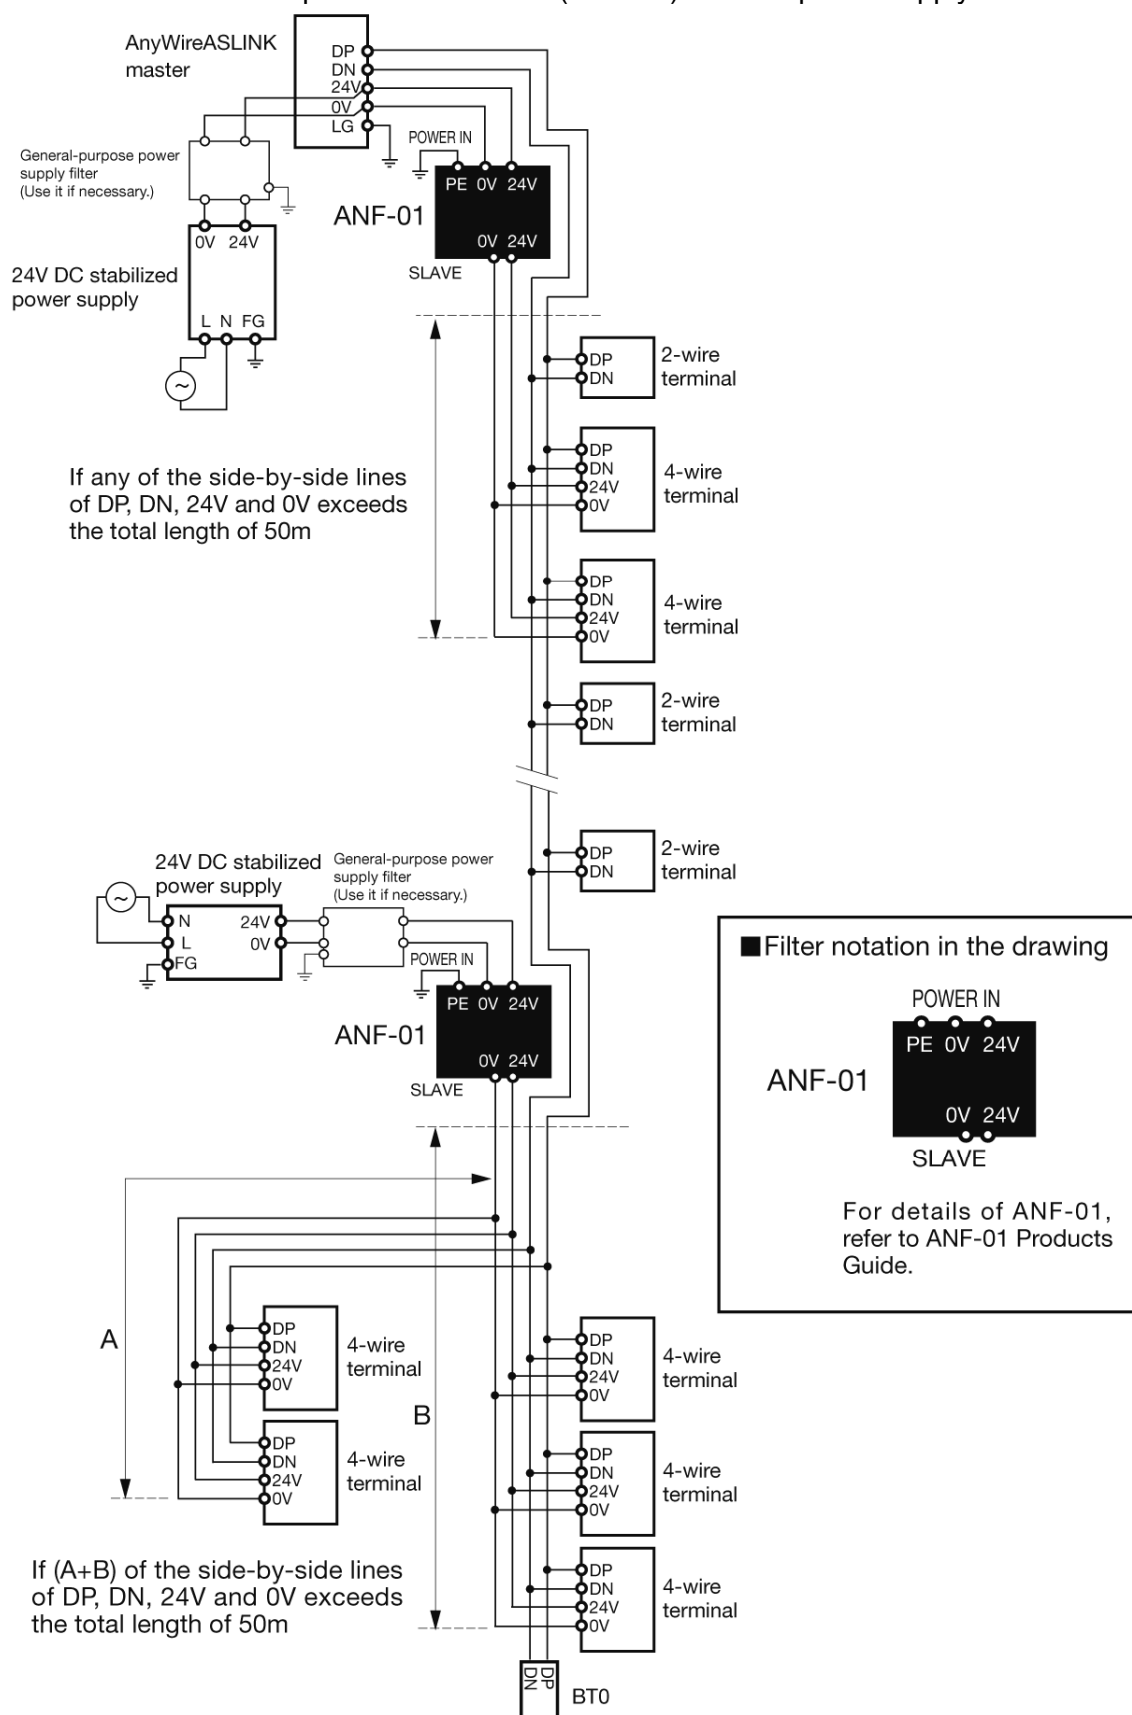 AnyWireASLINK
master
DP
DN
24V
0V
LG
General-purpose power
supply filter
(Use it if necessary.)
POWER IN
PE 0V 24V
ANF-01
0V 24V
SLAVE
0V 24V
24V DC stabilized
power supply
L N FG
DP
DN
2-wire
terminal
If any of the side-by-side lines
of DP, DN, 24V and 0V exceeds
the total length of 50m
DP
DN
24V
0V
4-wire
terminal
DP
DN
24V
0V
4-wire
terminal
DP
DN
2-wire
terminal
DP
DN
2-wire
terminal
24V DC stabilized
power supply
General-purpose power
supply filter
(Use it if necessary.)
N
L
FG
24V
0V
POWER IN
PE 0V 24V
ANF-01
0V 24V
SLAVE
■Filter notation in the drawing
POWER IN
PE 0V 24V
ANF-01
0V 24V
SLAVE
For details of ANF-01,
refer to ANF-01 Products
Guide.
A
DP
DN
24V
0V
4-wire
terminal
DP
DN
24V
0V
4-wire
terminal
B
DP
DN
24V
0V
4-wire
terminal
DP
DN
24V
0V
4-wire
terminal
DP
DN
24V
0V
4-wire
terminal
If (A+B) of the side-by-side lines
of DP, DN, 24V and 0V exceeds
the total length of 50m
DN
DP
BT0